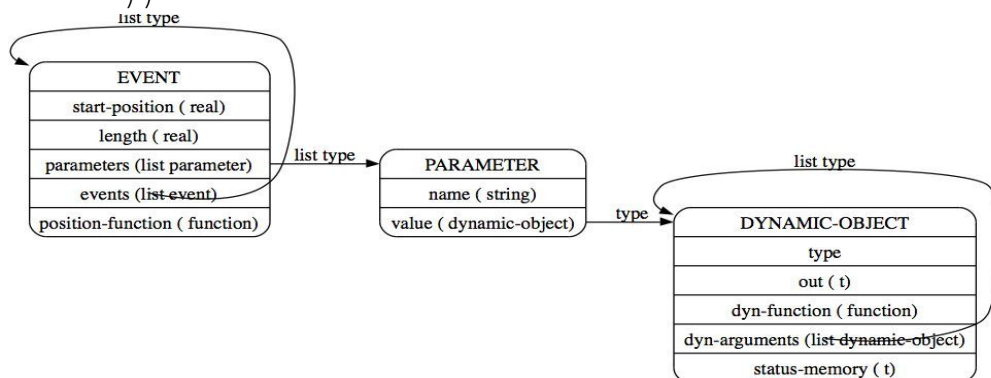 ) )
list type
EVENT
start-position ( real)
length ( real)
parameters (list parameter)
events (list event)
position-function ( function)
list type
PARAMETER
name ( string)
value ( dynamic-object)
type
list type
DYNAMIC-OBJECT
type
out ( t)
dyn-function ( function)
dyn-arguments (list dynamic-object)
status-memory ( t)